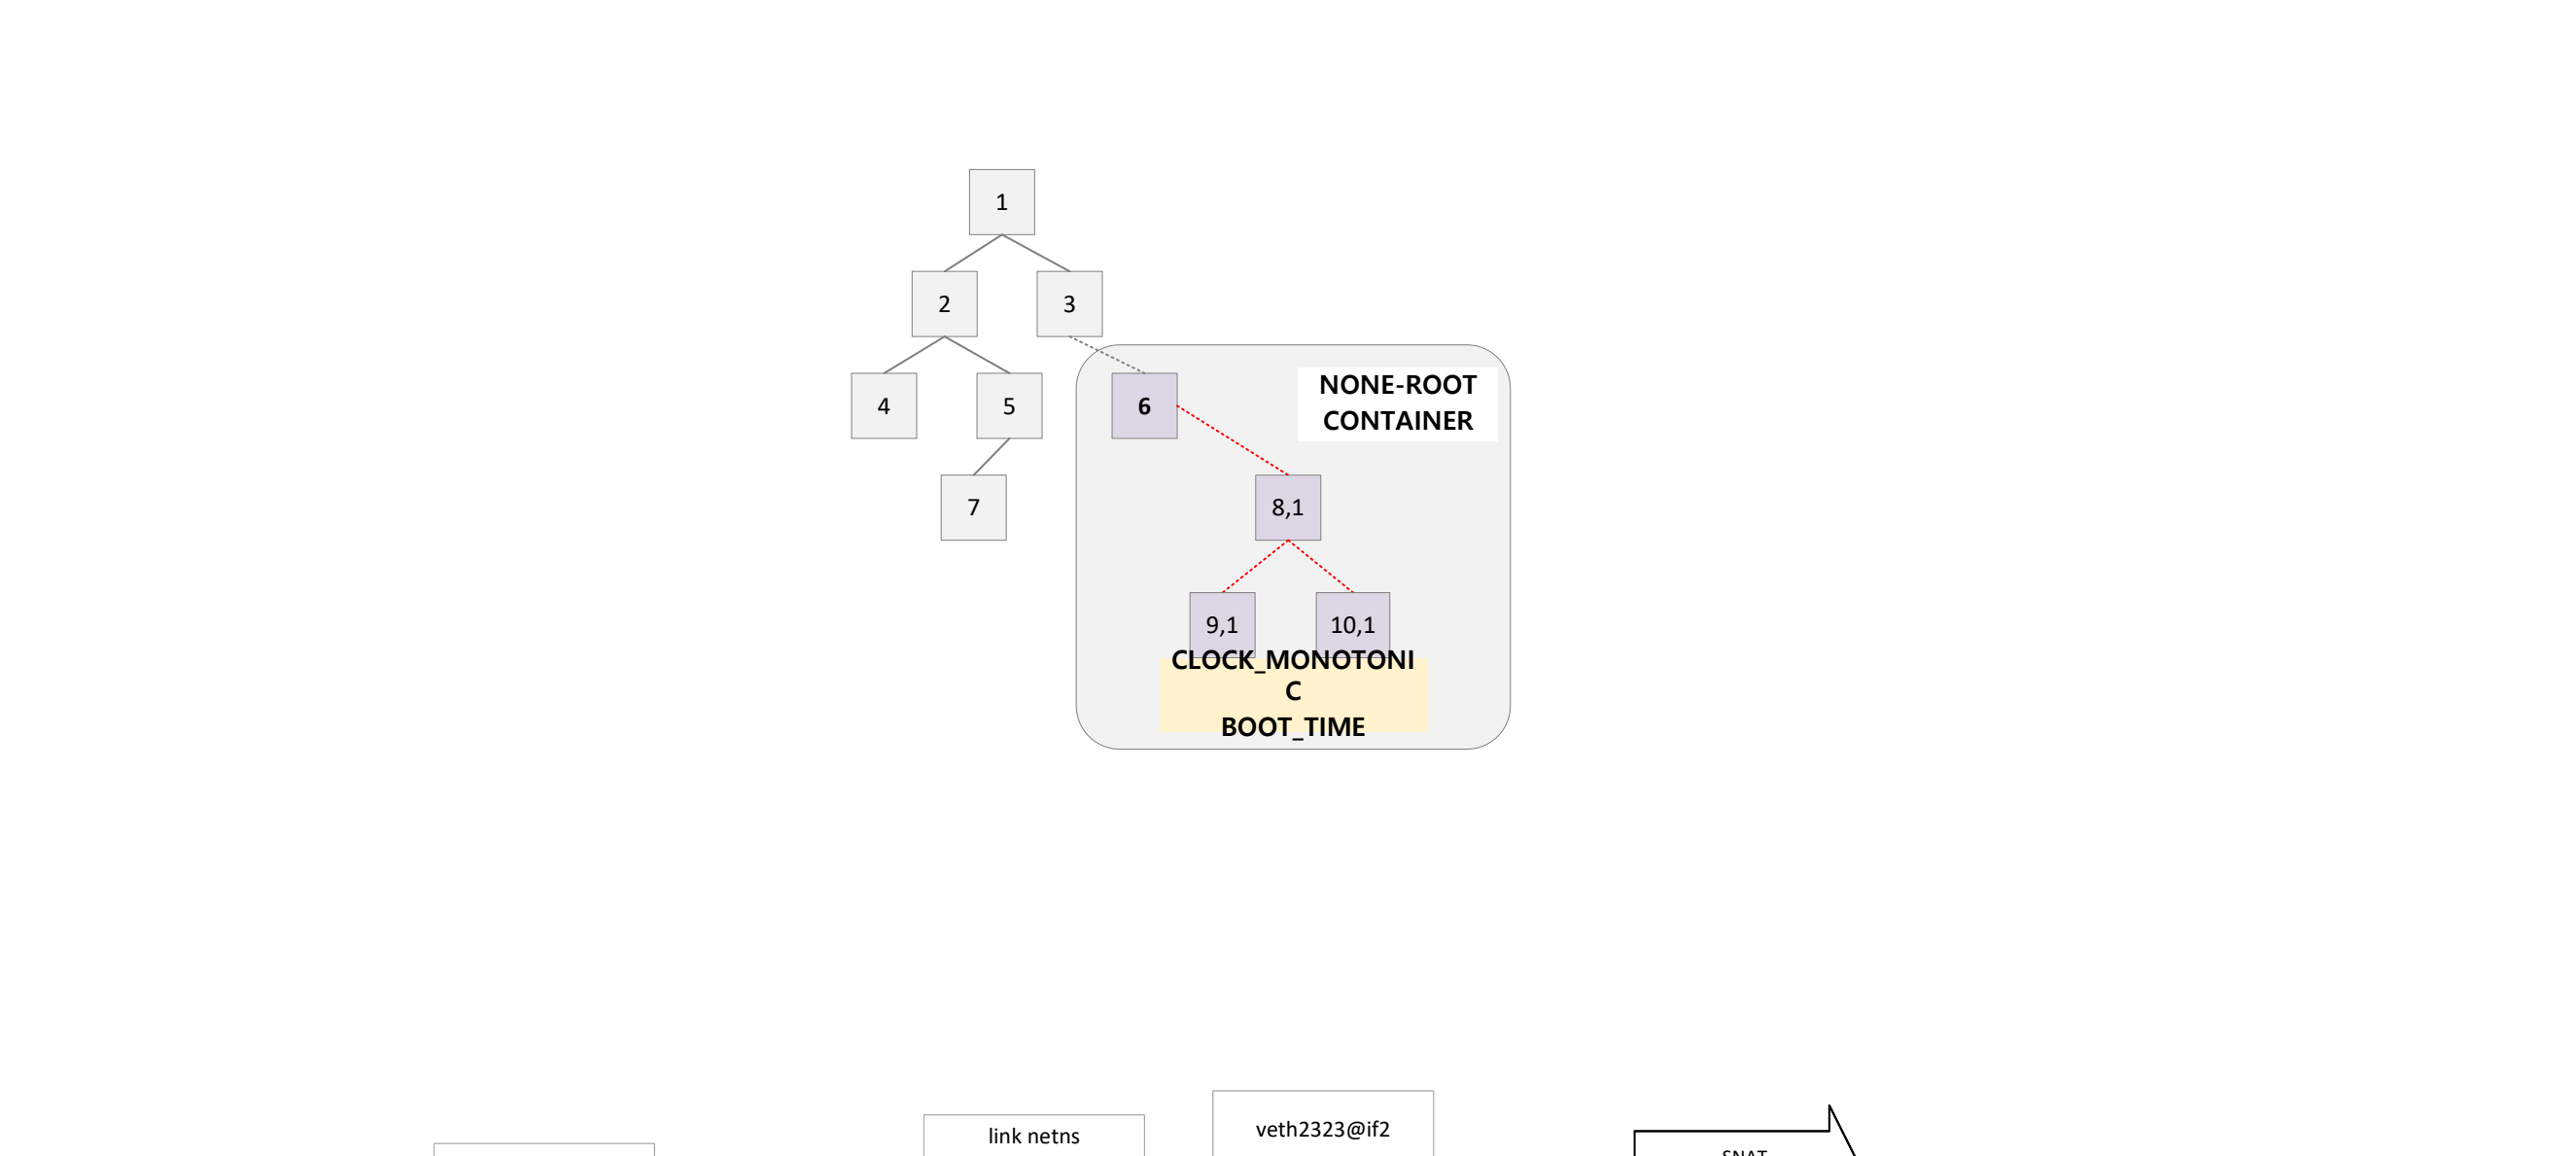 1
2
3
4
5
6
NONE-ROOT
CONTAINER
7
8,1
9,1
10,1
CLOCK_MONOTONI
C
BOOT_TIME
link netns
veth2323@if2
SNAT